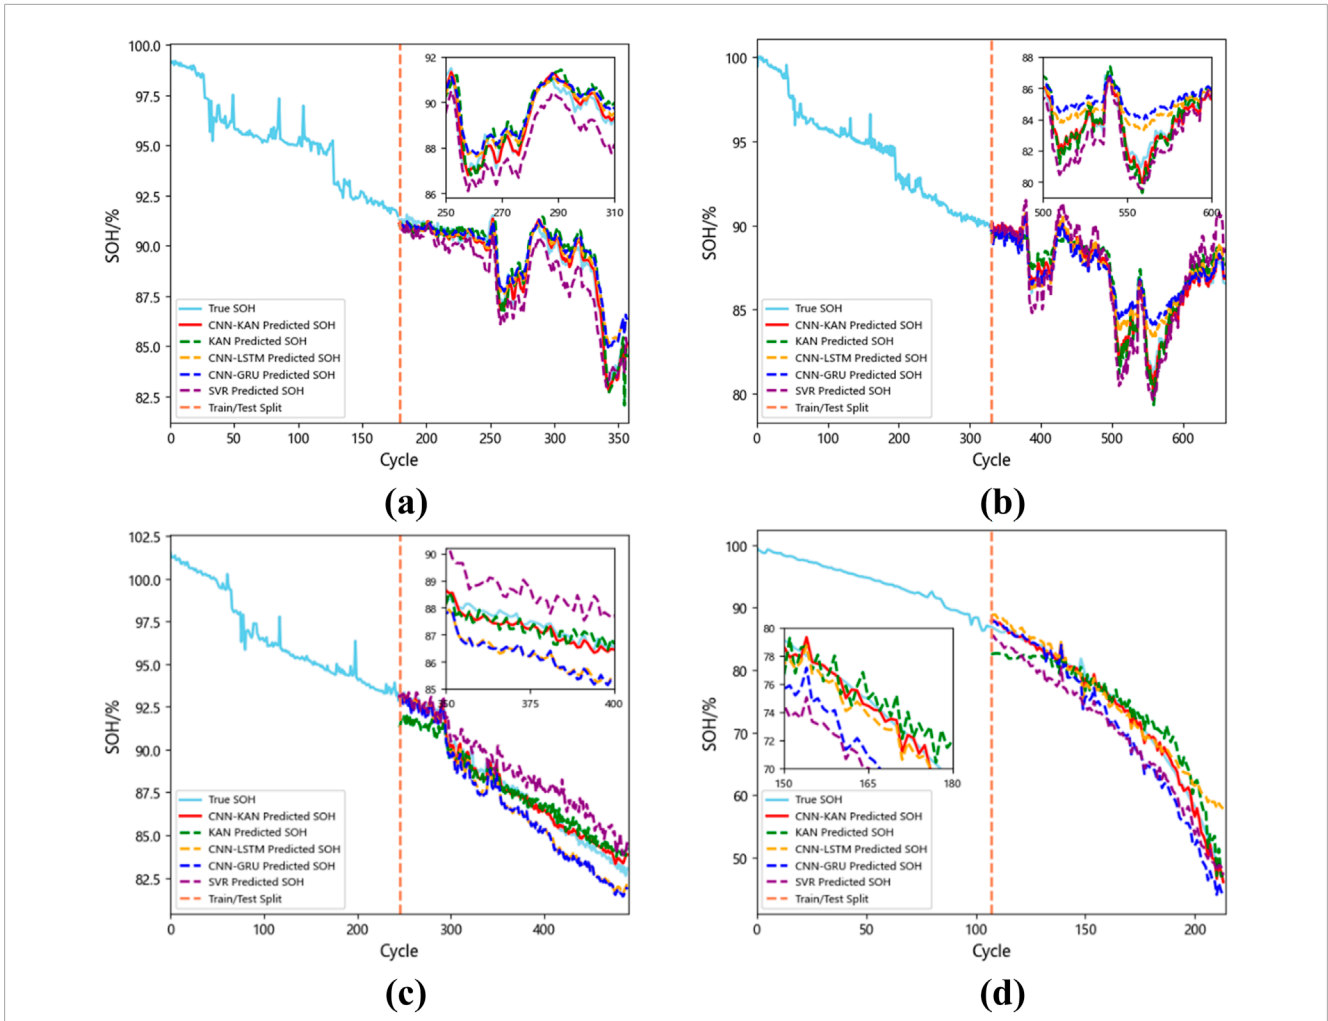 100.0
97.5
95.0
92.5
90.0
87.5
85.0
82.5
SOH/%
0 50 100 150 200 250 300 350
Cycle
92
90
88
86
250 270 290 310
True SOH
CNN-KAN Predicted SOH
KAN Predicted SOH
CNN-LSTM Predicted SOH
CNN-GRU Predicted SOH
SVR Predicted SOH
Train/Test Split
(a)
100
95
90
85
80
SOH/%
0 100 200 300 400 500 600
Cycle
88
86
84
82
80
500 550 600
True SOH
CNN-KAN Predicted SOH
KAN Predicted SOH
CNN-LSTM Predicted SOH
CNN-GRU Predicted SOH
SVR Predicted SOH
Train/Test Split
(b)
102.5
100.0
97.5
95.0
92.5
90.0
87.5
85.0
82.5
SOH/%
0 100 200 300 400
Cycle
90
89
88
87
86
85
375 400
True SOH
CNN-KAN Predicted SOH
KAN Predicted SOH
CNN-LSTM Predicted SOH
CNN-GRU Predicted SOH
SVR Predicted SOH
Train/Test Split
(c)
100
90
80
70
60
50
SOH/%
0 50 100 150 200
Cycle
80
78
76
74
72
70
150 165 180
True SOH
CNN-KAN Predicted SOH
KAN Predicted SOH
CNN-LSTM Predicted SOH
CNN-GRU Predicted SOH
SVR Predicted SOH
Train/Test Split
(d)